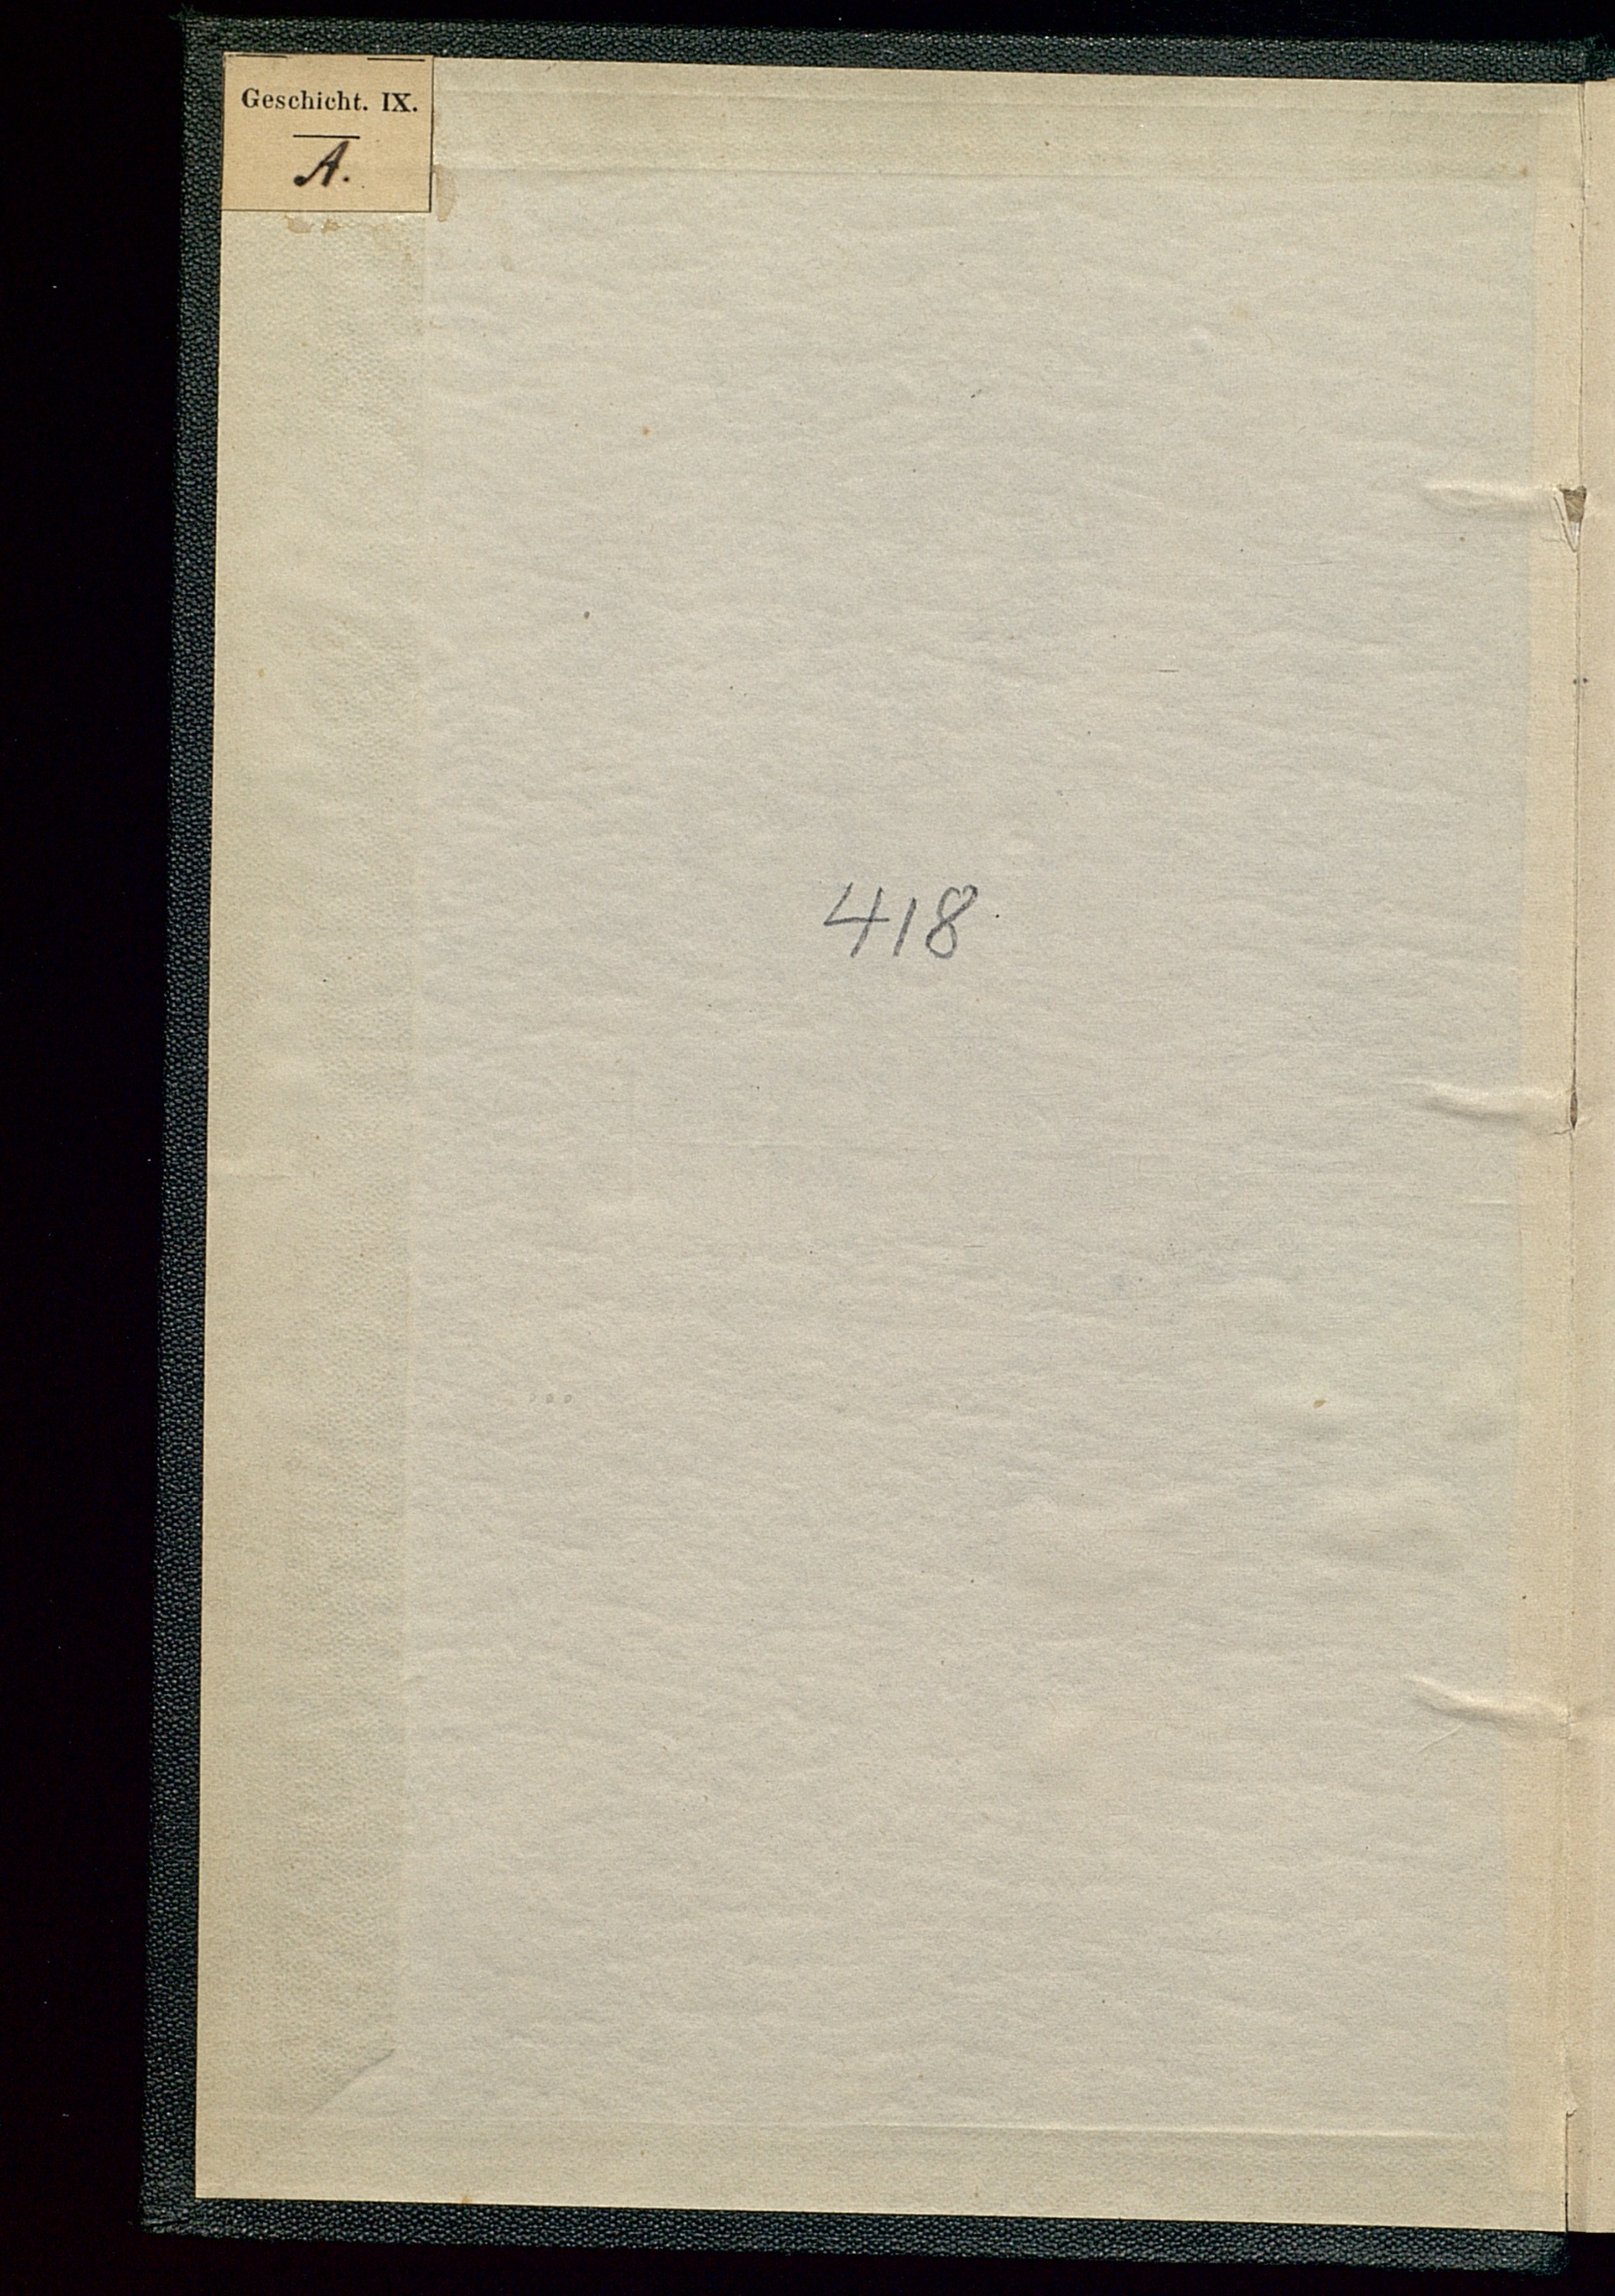 Geschicht. IX.
A.
418